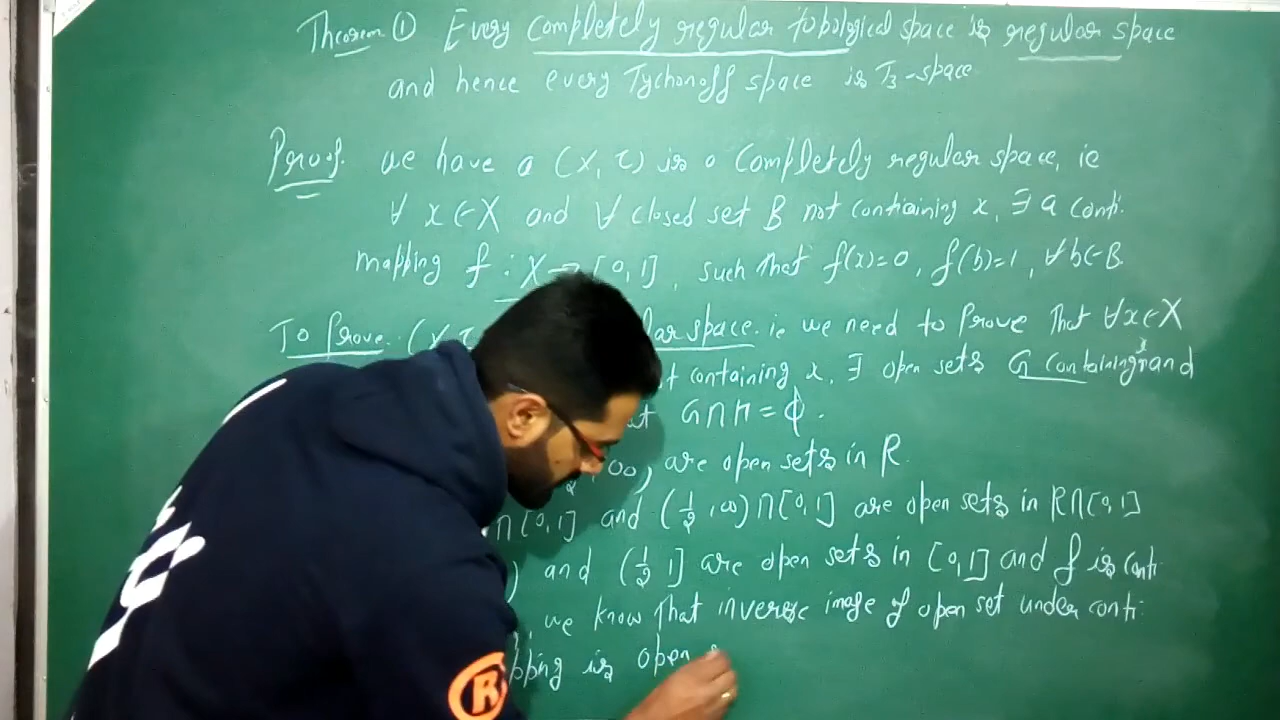 Theorem ① Every completely regular topological space is regular space
and hence every Tychonoff space is T₃-space
Proof. we have a (X, τ) is a Completely regular space, ie
∀ x∈X and ∀ closed set B not containing x, ∃ a conti.
mapping f : X → [0, 1], such that f(x)=0, f(b)=1, ∀b∈B
To Prove (X, τ lar space. ie we need to prove that ∀x∈X
t containing x, ∃ open sets G containing x and
at G∩H = ϕ.
½, ∞) are open sets in R.
∩[0,1] and (½, ∞)∩[0,1] are open sets in R∩[0,1]
) and (½ 1] are open sets in [0,1] and f is conti
, we know that inverse image of open set under conti.
pping is open s
R